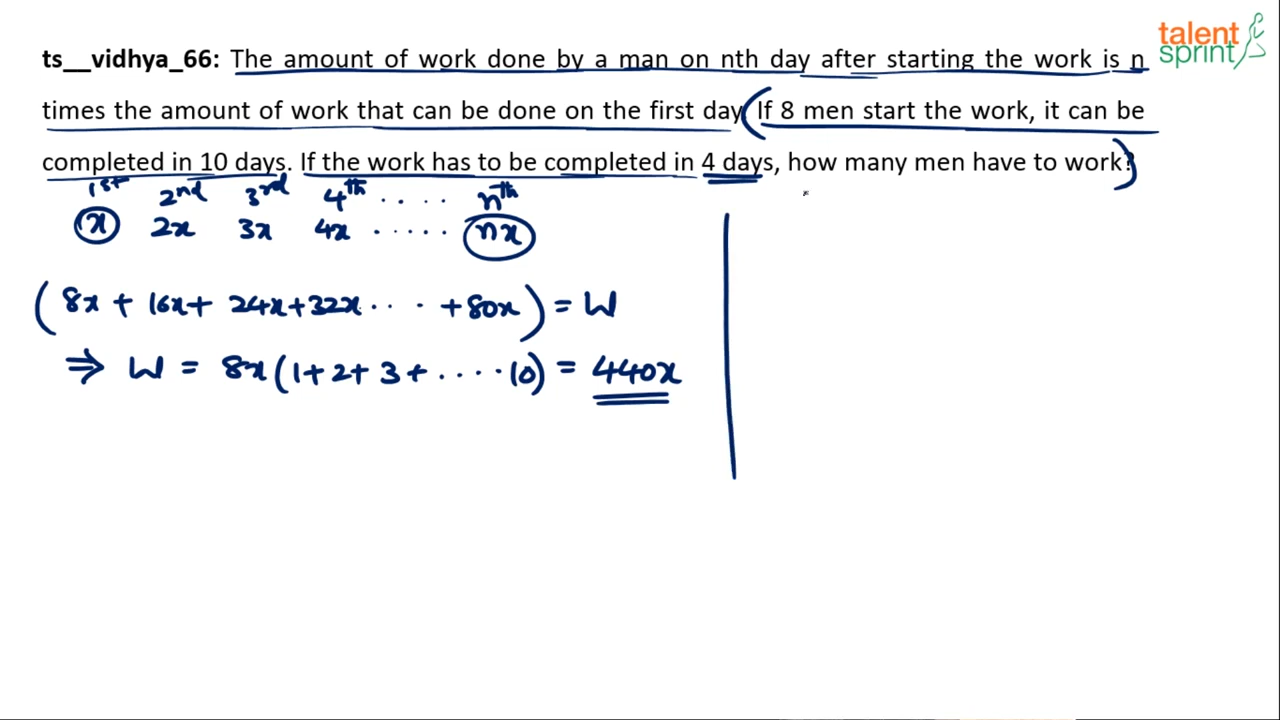 talent
sprint
ts__vidhya_66: The amount of work done by a man on nth day after starting the work is n
times the amount of work that can be done on the first day. If 8 men start the work, it can be
completed in 10 days. If the work has to be completed in 4 days, how many men have to work?
1st 2nd 3rd 4th .... nth
x 2x 3x 4x ..... nx
(8x + 16x + 24x + 32x ... + 80x) = W
⇒ W = 8x (1+2+3+ .... 10) = 440x